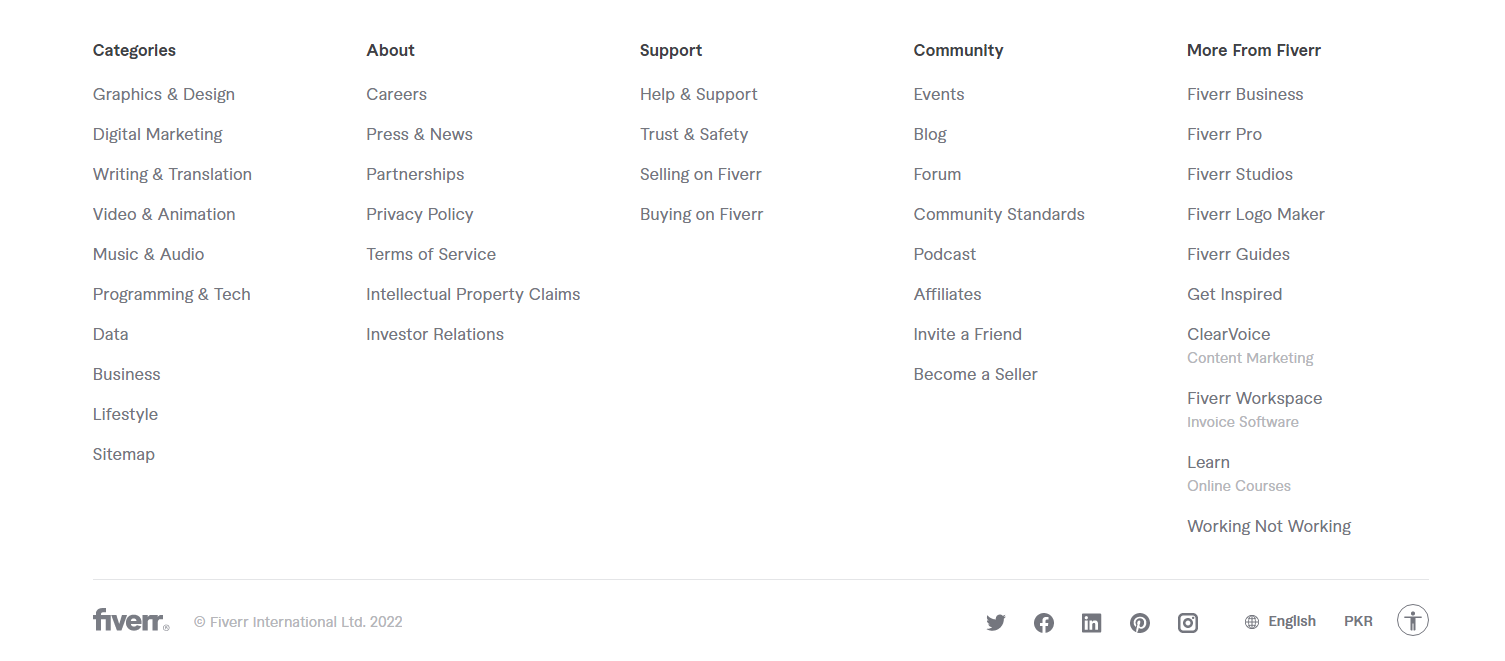 Categories
Graphics & Design
Digital Marketing
Writing & Translation
Video & Animation
Music & Audio
Programming & Tech
Data
Business
Lifestyle
Sitemap
About
Careers
Press & News
Partnerships
Privacy Policy
Terms of Service
Intellectual Property Claims
Investor Relations
Support
Help & Support
Trust & Safety
Selling on Fiverr
Buying on Fiverr
Community
Events
Blog
Forum
Community Standards
Podcast
Affiliates
Invite a Friend
Become a Seller
More From Fiverr
Fiverr Business
Fiverr Pro
Fiverr Studios
Fiverr Logo Maker
Fiverr Guides
Get Inspired
ClearVoice
Content Marketing
Fiverr Workspace
Invoice Software
Learn
Online Courses
Working Not Working
fiverr® © Fiverr International Ltd. 2022 English PKR